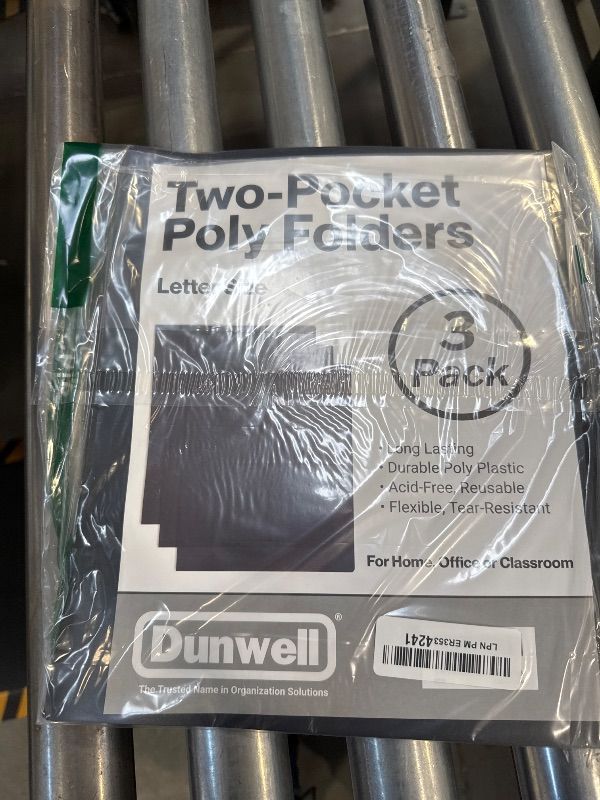 Two-Pocket
Poly Folders
Letter Size
3
Pack
• Long Lasting
• Durable Poly Plastic
• Acid-Free, Reusable
• Flexible, Tear-Resistant
For Home, Office or Classroom
Dunwell®
The Trusted Name in Organization Solutions
LPN PM ER3534241